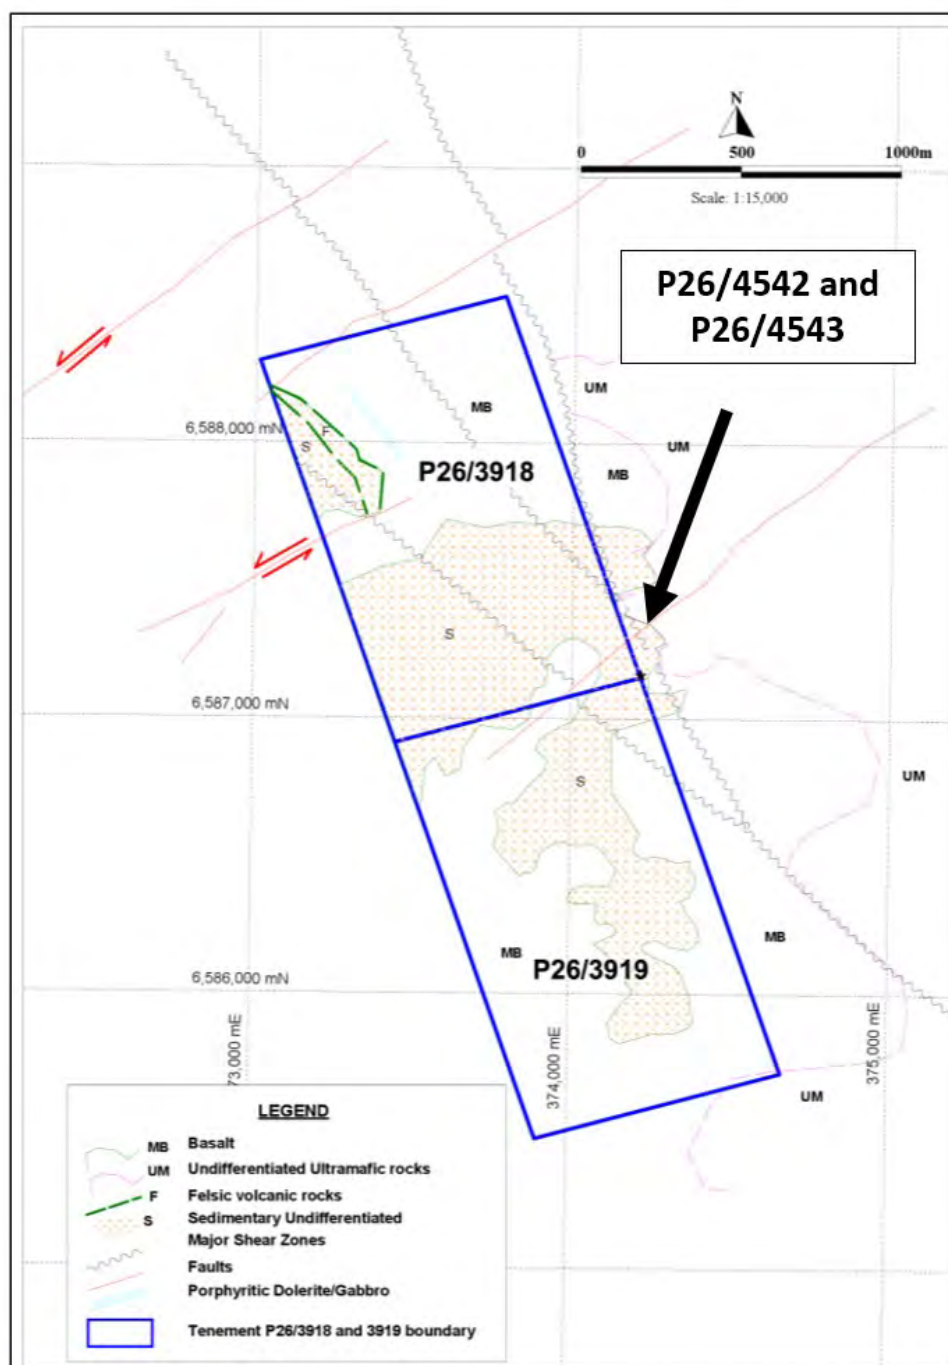 N
0 500 1000m
Scale: 1:15,000
P26/4542 and
P26/4543
UM
MB
UM
6,588,000 mN
F
S
MB
P26/3918
S
6,587,000 mN
UM
S
MB
MB
P26/3919
6,586,000 mN
73,000 mE
374,000 mE
375,000 mE
UM
LEGEND
MB Basalt
UM Undifferentiated Ultramafic rocks
F Felsic volcanic rocks
S Sedimentary Undifferentiated
Major Shear Zones
Faults
Porphyritic Dolerite/Gabbro
Tenement P26/3918 and 3919 boundary